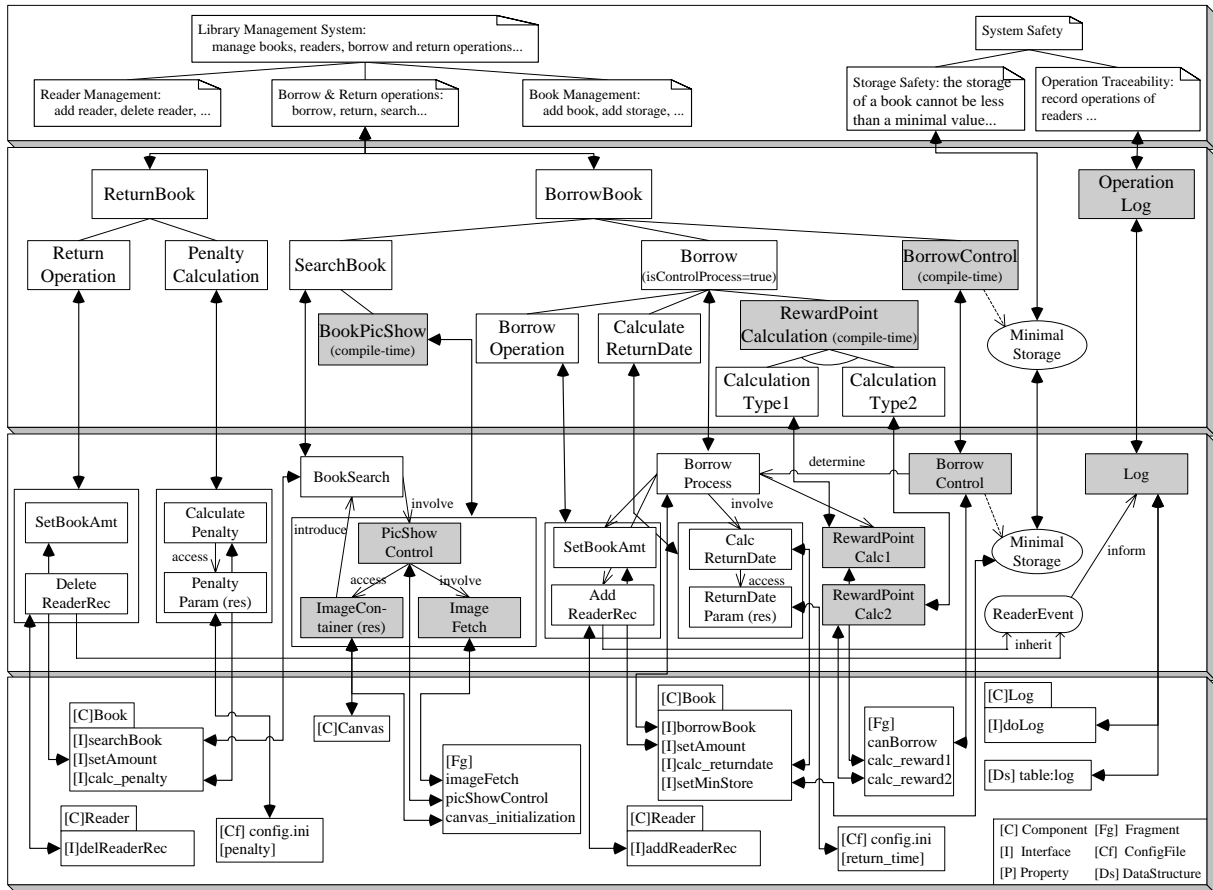 Library Management System:
manage books, readers, borrow and return operations...
System Safety
Reader Management:
add reader, delete reader, ...
Borrow & Return operations:
borrow, return, search...
Book Management:
add book, add storage, ...
Storage Safety: the storage
of a book cannot be less
than a minimal value...
Operation Traceability:
record operations of
readers ...
ReturnBook
BorrowBook
Operation
Log
Return
Operation
Penalty
Calculation
SearchBook
Borrow
(isControlProcess=true)
BorrowControl
(compile-time)
BookPicShow
(compile-time)
Borrow
Operation
Calculate
ReturnDate
RewardPoint
Calculation (compile-time)
Minimal
Storage
Calculation
Type1
Calculation
Type2
BookSearch
Borrow
Process
determine
Borrow
Control
Log
SetBookAmt
Delete
ReaderRec
Calculate
Penalty
access
Penalty
Param (res)
introduce
involve
PicShow
Control
access
involve
ImageCon-
tainer (res)
Image
Fetch
SetBookAmt
Add
ReaderRec
involve
Calc
ReturnDate
access
ReturnDate
Param (res)
RewardPoint
Calc1
RewardPoint
Calc2
Minimal
Storage
inform
ReaderEvent
inherit
[C]Book
[I]searchBook
[I]setAmount
[I]calc_penalty
[C]Reader
[I]delReaderRec
[Cf] config.ini
[penalty]
[C]Canvas
[Fg]
imageFetch
picShowControl
canvas_initialization
[C]Book
[I]borrowBook
[I]setAmount
[I]calc_returndate
[I]setMinStore
[C]Reader
[I]addReaderRec
[Fg]
canBorrow
calc_reward1
calc_reward2
[Cf] config.ini
[return_time]
[C]Log
[I]doLog
[Ds] table:log
[C] Component [Fg] Fragment
[I] Interface [Cf] ConfigFile
[P] Property [Ds] DataStructure